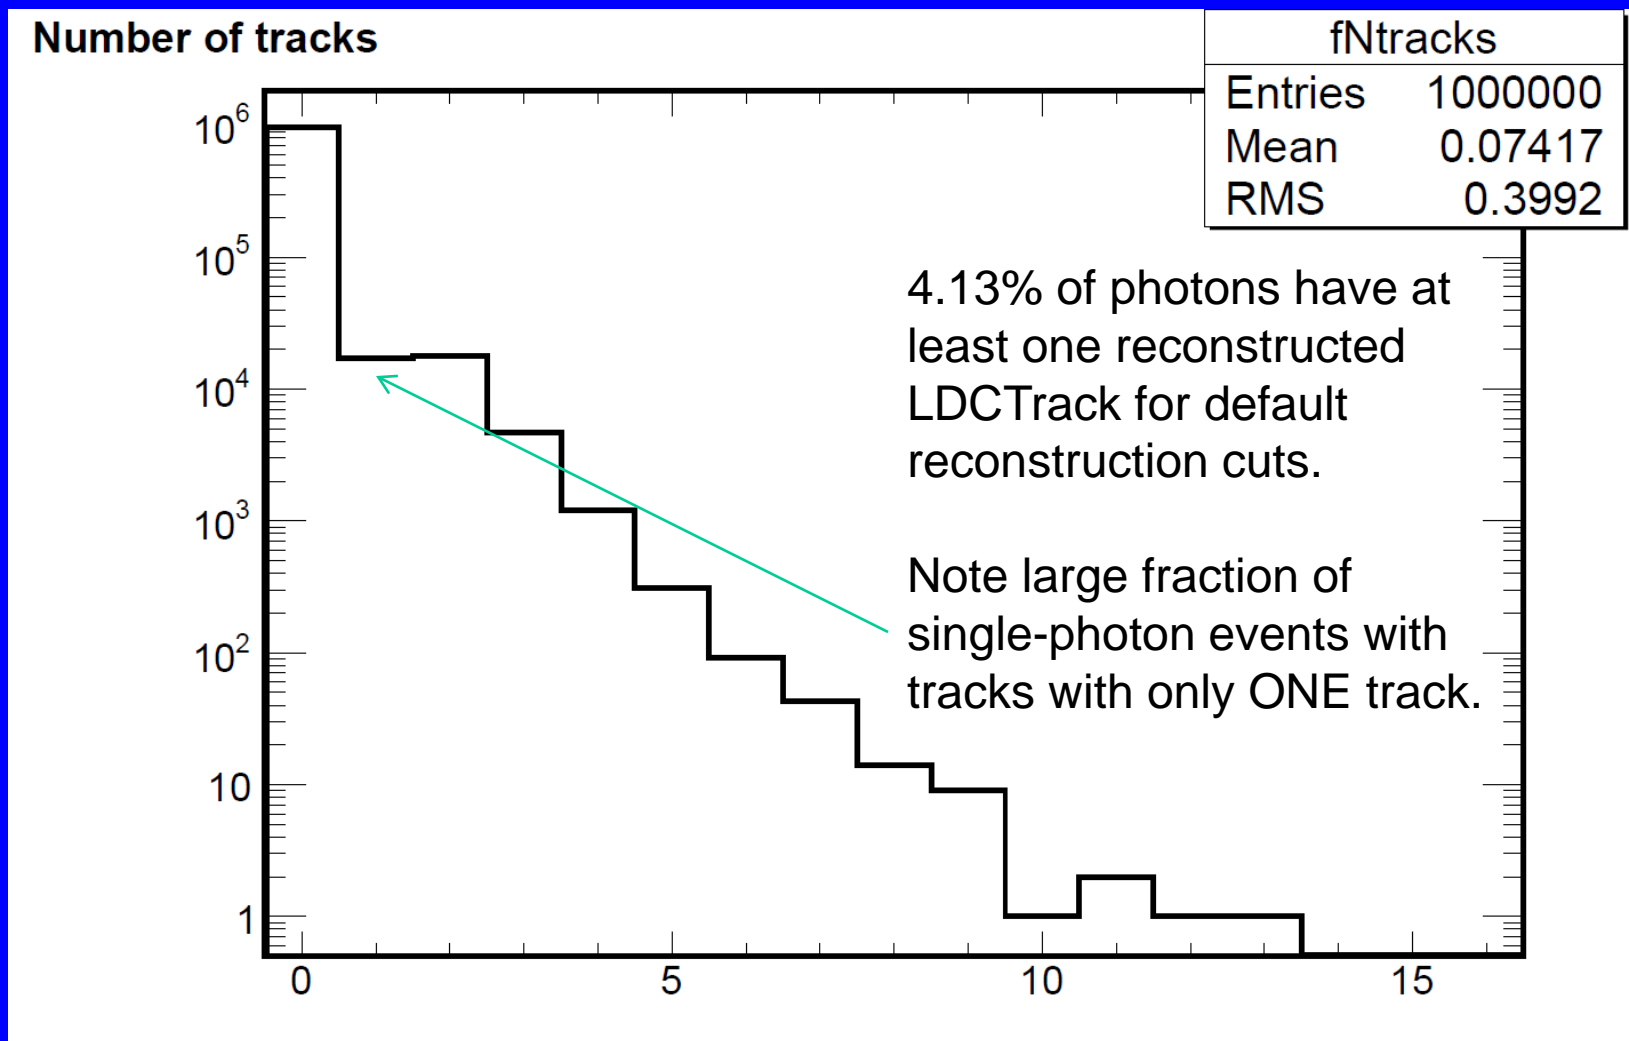 Number of tracks
fNtracks
Entries 1000000
Mean 0.07417
RMS 0.3992
10^6
10^5
10^4
10^3
10^2
10
1
4.13% of photons have at
least one reconstructed
LDCTrack for default
reconstruction cuts.
Note large fraction of
single-photon events with
tracks with only ONE track.
0 5 10 15